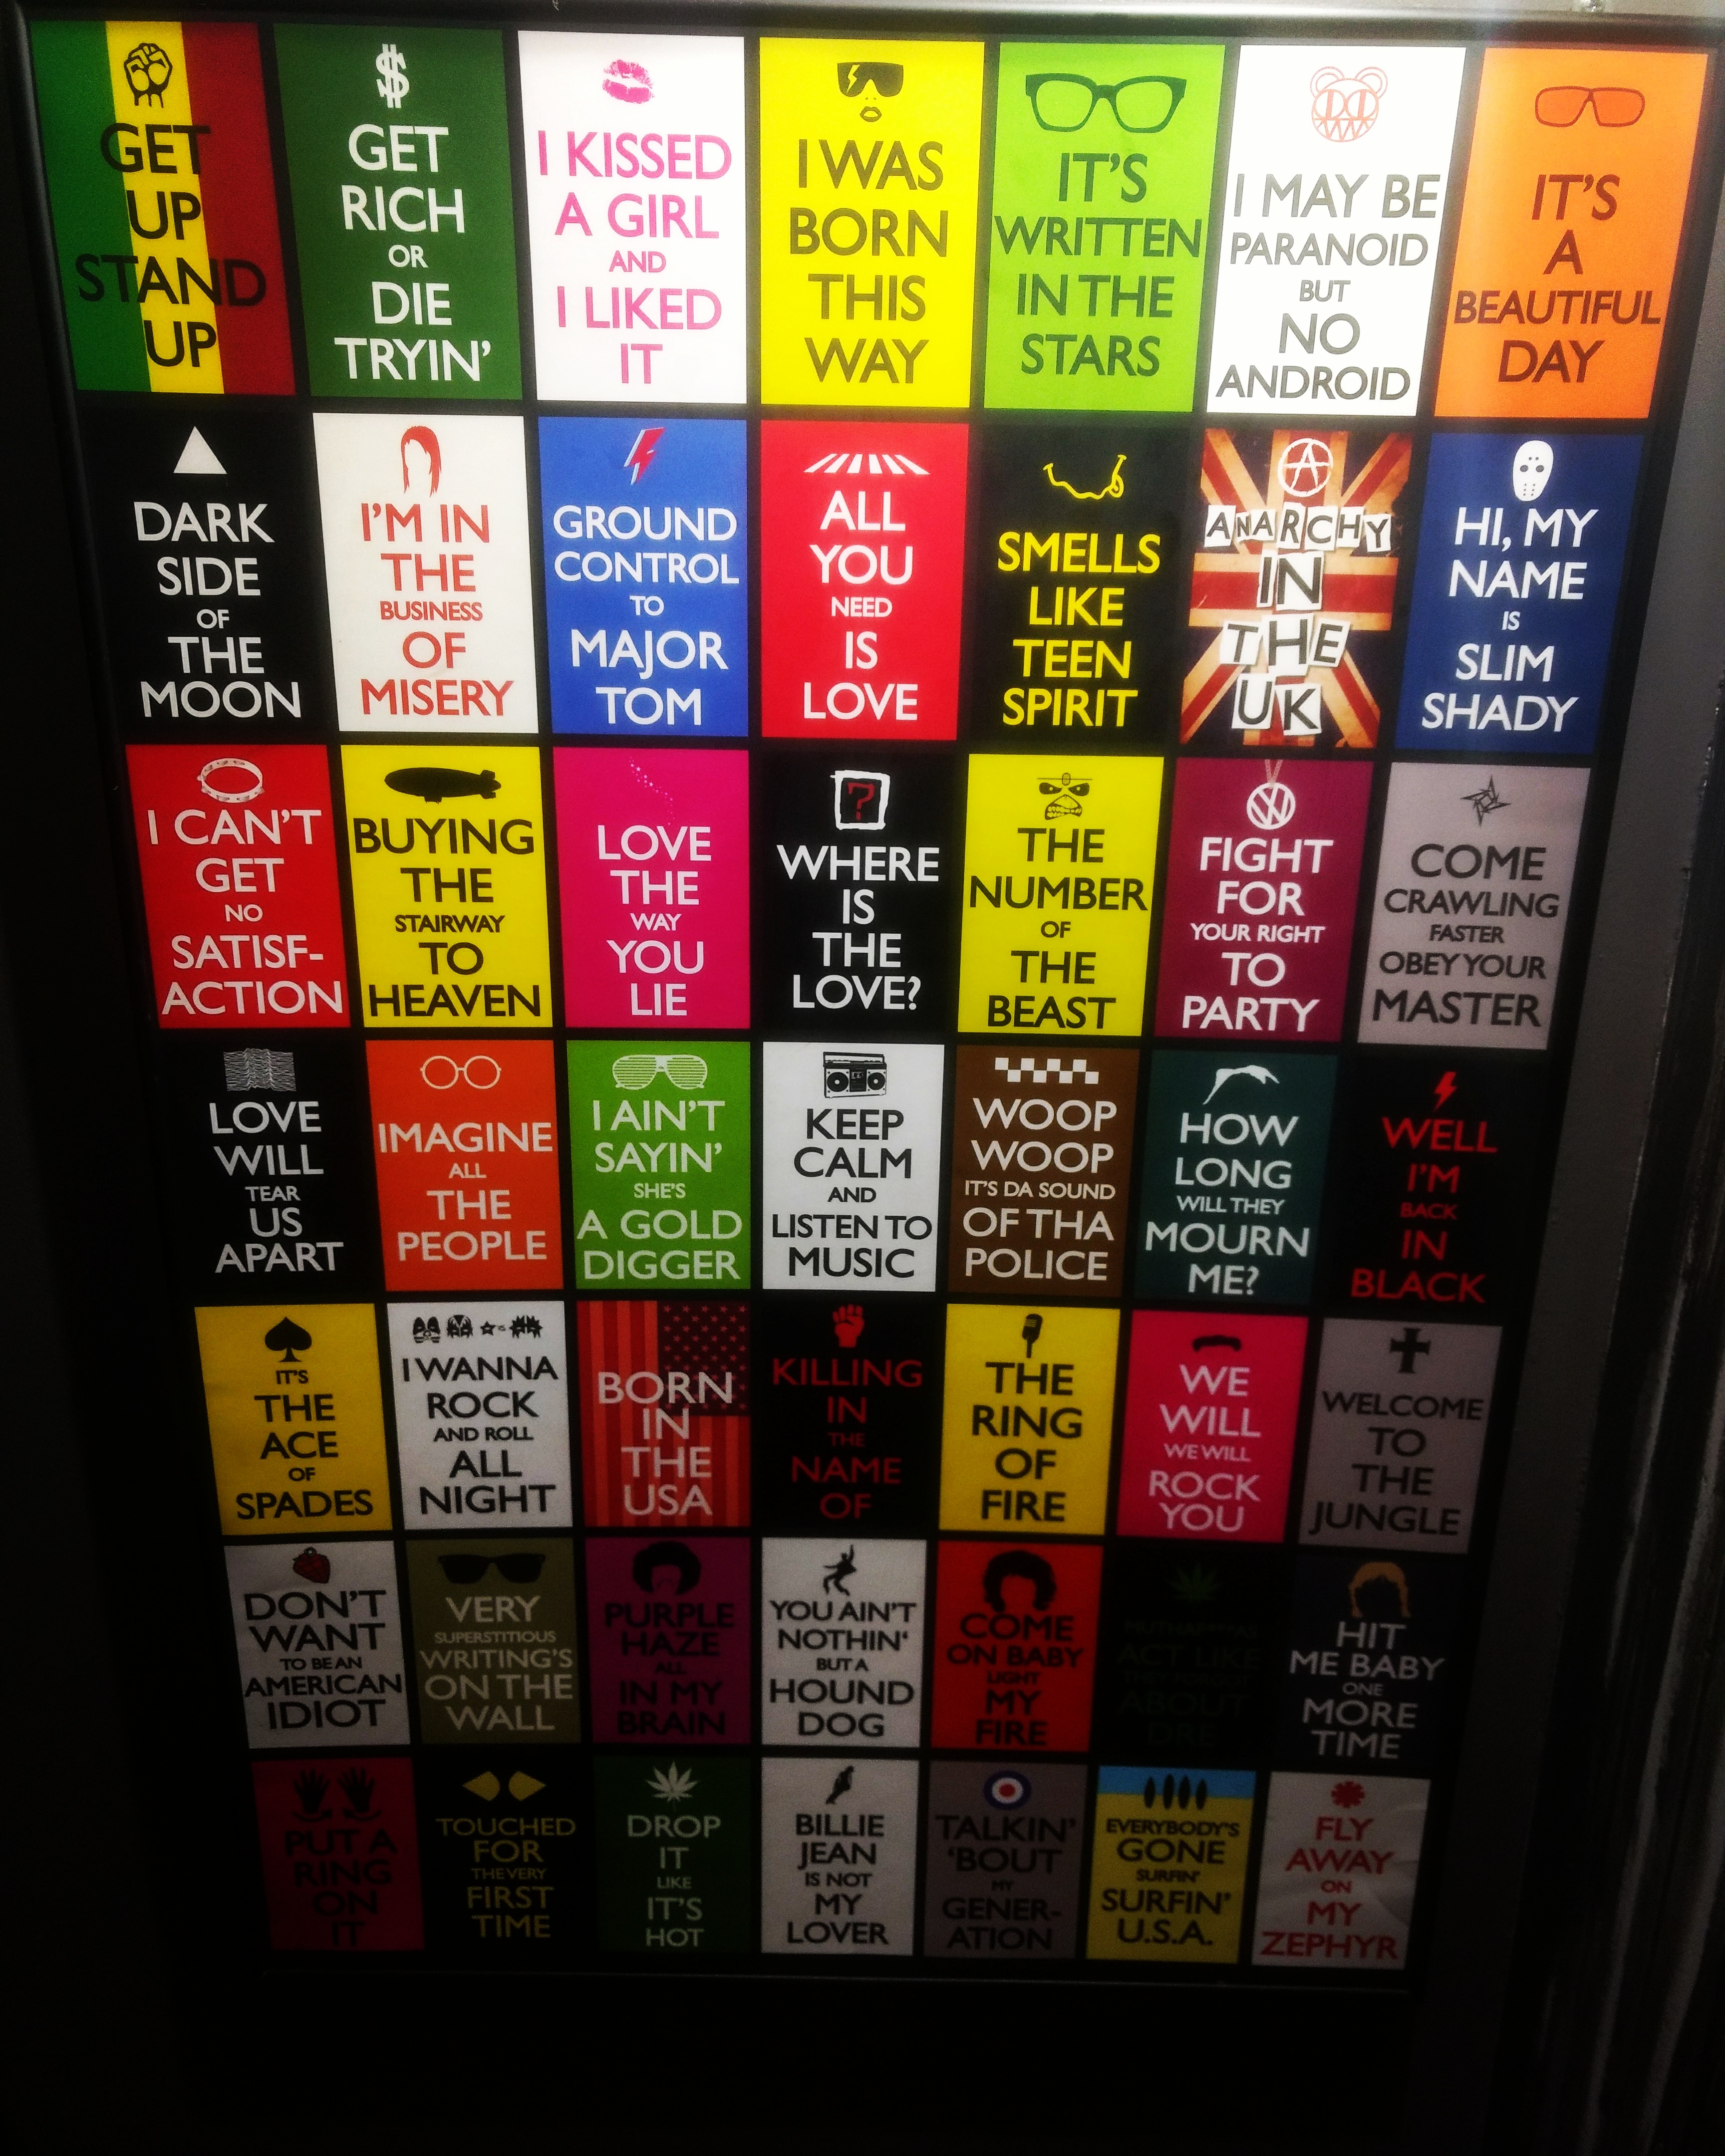 GET
UP
STAND
UP
$
GET
RICH
OR
DIE
TRYIN'
I KISSED
A GIRL
AND
I LIKED
IT
I WAS
BORN
THIS
WAY
IT'S
WRITTEN
IN THE
STARS
I MAY BE
PARANOID
BUT
NO
ANDROID
IT'S
A
BEAUTIFUL
DAY
DARK
SIDE
OF
THE
MOON
I'M IN
THE
BUSINESS
OF
MISERY
GROUND
CONTROL
TO
MAJOR
TOM
ALL
YOU
NEED
IS
LOVE
SMELLS
LIKE
TEEN
SPIRIT
A
ANARCHY
IN
THE
UK
HI, MY
NAME
IS
SLIM
SHADY
I CAN'T
GET
NO
SATISF-
ACTION
BUYING
THE
STAIRWAY
TO
HEAVEN
LOVE
THE
WAY
YOU
LIE
?
WHERE
IS
THE
LOVE?
THE
NUMBER
OF
THE
BEAST
FIGHT
FOR
YOUR RIGHT
TO
PARTY
COME
CRAWLING
FASTER
OBEY YOUR
MASTER
LOVE
WILL
TEAR
US
APART
IMAGINE
ALL
THE
PEOPLE
I AIN'T
SAYIN'
SHE'S
A GOLD
DIGGER
KEEP
CALM
AND
LISTEN TO
MUSIC
WOOP
WOOP
IT'S DA SOUND
OF THA
POLICE
HOW
LONG
WILL THEY
MOURN
ME?
WELL
I'M
BACK
IN
BLACK
IT'S
THE
ACE
OF
SPADES
I WANNA
ROCK
AND ROLL
ALL
NIGHT
BORN
IN
THE
USA
KILLING
IN
THE
NAME
OF
THE
RING
OF
FIRE
WE
WILL
WE WILL
ROCK
YOU
WELCOME
TO
THE
JUNGLE
DON'T
WANT
TO BE AN
AMERICAN
IDIOT
VERY
SUPERSTITIOUS
WRITING'S
ON THE
WALL
PURPLE
HAZE
ALL
IN MY
BRAIN
YOU AIN'T
NOTHIN'
BUT A
HOUND
DOG
COME
ON BABY
LIGHT
MY
FIRE
ACT LIKE
THEY FORGOT
ABOUT
DRE
HIT
ME BABY
ONE
MORE
TIME
PUT A
RING
ON
IT
TOUCHED
FOR
THE VERY
FIRST
TIME
DROP
IT
LIKE
IT'S
HOT
BILLIE
JEAN
IS NOT
MY
LOVER
TALKIN'
'BOUT
MY
GENER-
ATION
EVERYBODY'S
GONE
SURFIN'
SURFIN'
U.S.A.
FLY
AWAY
ON
MY
ZEPHYR